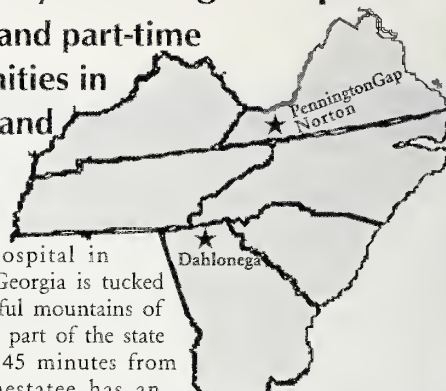 and part-time
nities in
and
PenningtonGap
Norton
Dahlonega
ospital in
Georgia is tucked
ful mountains of
part of the state
45 minutes from